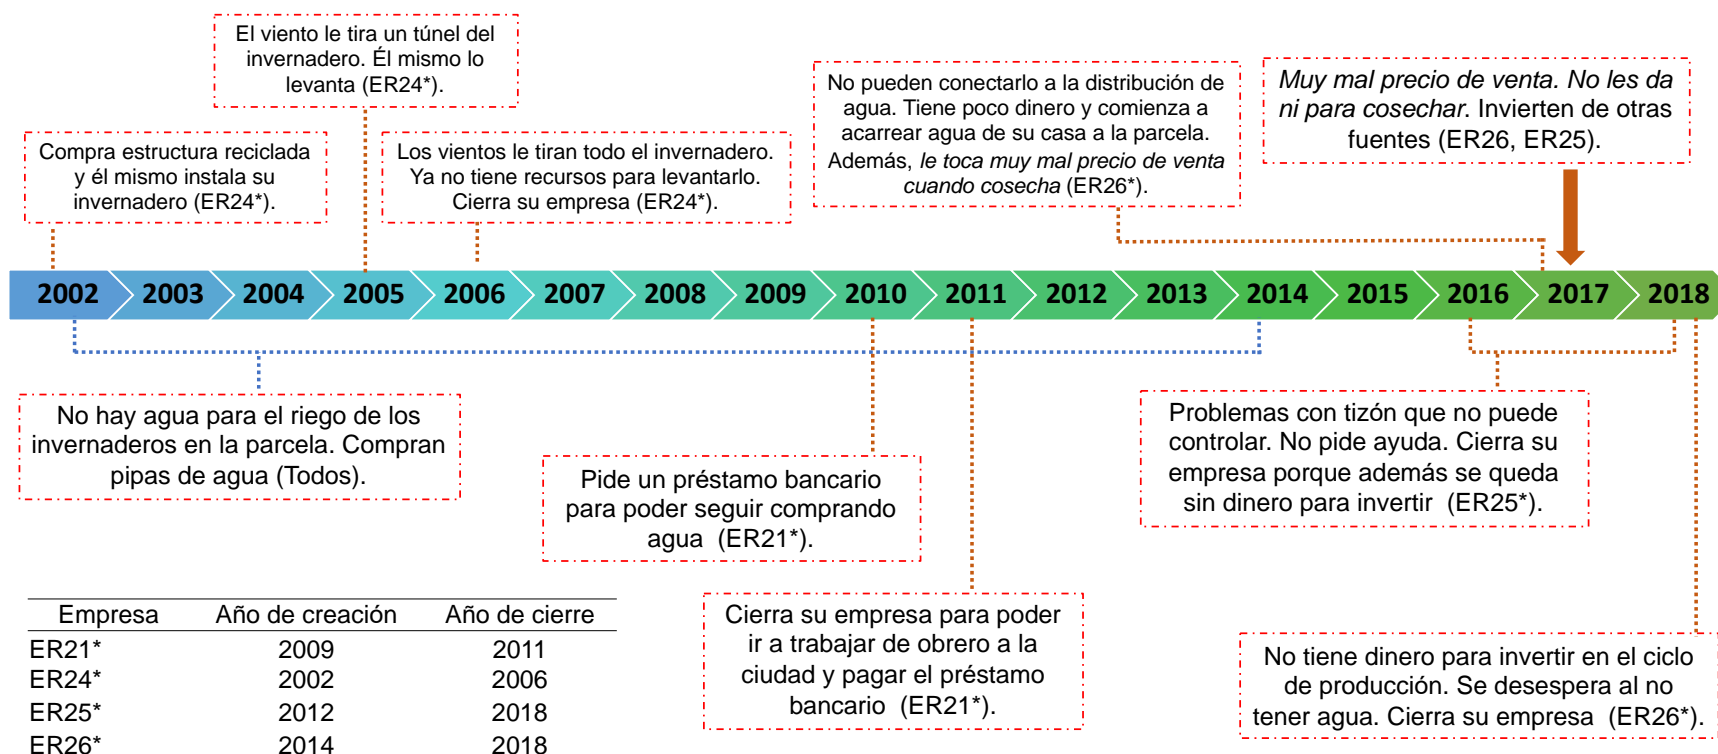 El viento le tira un túnel del
invernadero. Él mismo lo
levanta (ER24*).
Compra estructura reciclada
y él mismo instala su
invernadero (ER24*).
Los vientos le tiran todo el invernadero.
Ya no tiene recursos para levantarlo.
Cierra su empresa (ER24*).
No pueden conectarlo a la distribución de
agua. Tiene poco dinero y comienza a
acarrear agua de su casa a la parcela.
Además, le toca muy mal precio de venta
cuando cosecha (ER26*).
Muy mal precio de venta. No les da
ni para cosechar. Invierten de otras
fuentes (ER26, ER25).
2002 2003 2004 2005 2006 2007 2008 2009 2010 2011 2012 2013 2014 2015 2016 2017 2018
No hay agua para el riego de los
invernaderos en la parcela. Compran
pipas de agua (Todos).
Pide un préstamo bancario
para poder seguir comprando
agua (ER21*).
Problemas con tizón que no puede
controlar. No pide ayuda. Cierra su
empresa porque además se queda
sin dinero para invertir (ER25*).
Cierra su empresa para poder
ir a trabajar de obrero a la
ciudad y pagar el préstamo
bancario (ER21*).
No tiene dinero para invertir en el ciclo
de producción. Se desespera al no
tener agua. Cierra su empresa (ER26*).
Empresa Año de creación Año de cierre
ER21* 2009 2011
ER24* 2002 2006
ER25* 2012 2018
ER26* 2014 2018